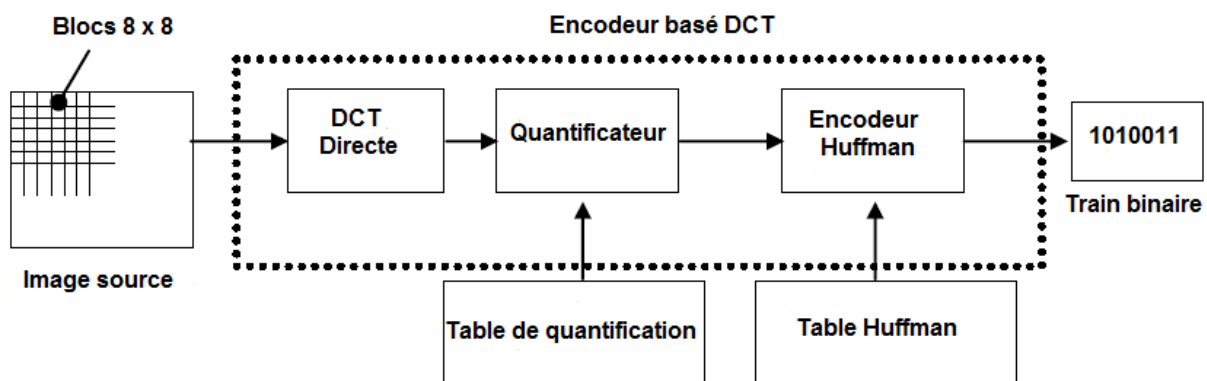 Blocs 8 x 8
Encodeur basé DCT
DCT
Directe
Quantificateur
Encodeur
Huffman
1010011
Train binaire
Image source
Table de quantification
Table Huffman